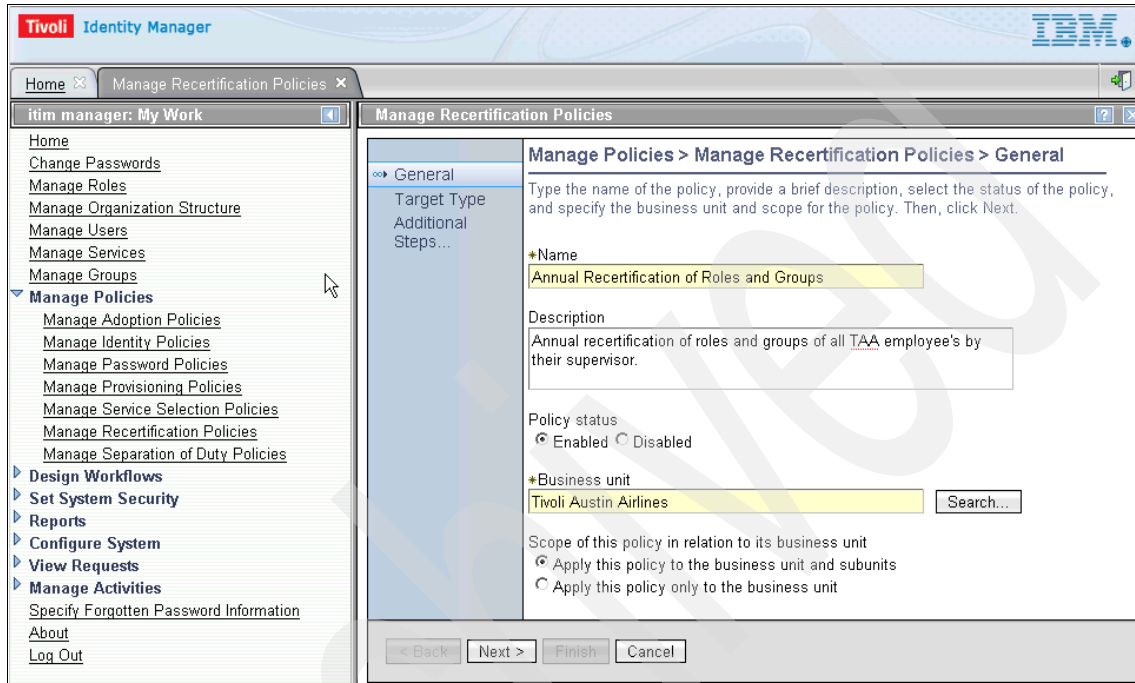 Tivoli Identity Manager
IBM.
Home
Manage Recertification Policies
itim manager: My Work
Home
Change Passwords
Manage Roles
Manage Organization Structure
Manage Users
Manage Services
Manage Groups
Manage Policies
Manage Adoption Policies
Manage Identity Policies
Manage Password Policies
Manage Provisioning Policies
Manage Service Selection Policies
Manage Recertification Policies
Manage Separation of Duty Policies
Design Workflows
Set System Security
Reports
Configure System
View Requests
Manage Activities
Specify Forgotten Password Information
About
Log Out
Manage Recertification Policies
?
General
Target Type
Additional
Steps...
Manage Policies > Manage Recertification Policies > General
Type the name of the policy, provide a brief description, select the status of the policy,
and specify the business unit and scope for the policy. Then, click Next.
*Name
Annual Recertification of Roles and Groups
Description
Annual recertification of roles and groups of all TAA employee's by
their supervisor.
Policy status
Enabled Disabled
*Business unit
Tivoli Austin Airlines Search...
Scope of this policy in relation to its business unit
Apply this policy to the business unit and subunits
Apply this policy only to the business unit
< Back Next > Finish Cancel